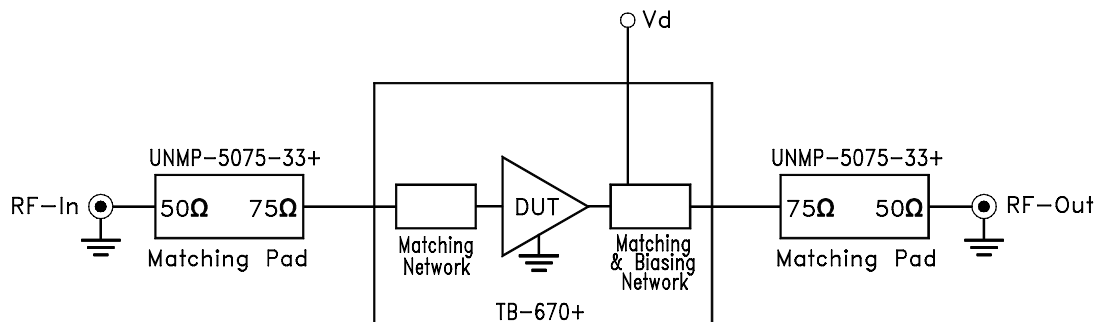 Vd
UNMP-5075-33+
UNMP-5075-33+
RF-In
50Ω
75Ω
DUT
75Ω
50Ω
RF-Out
Matching Pad
Matching
Network
Matching
& Biasing
Network
Matching Pad
TB-670+